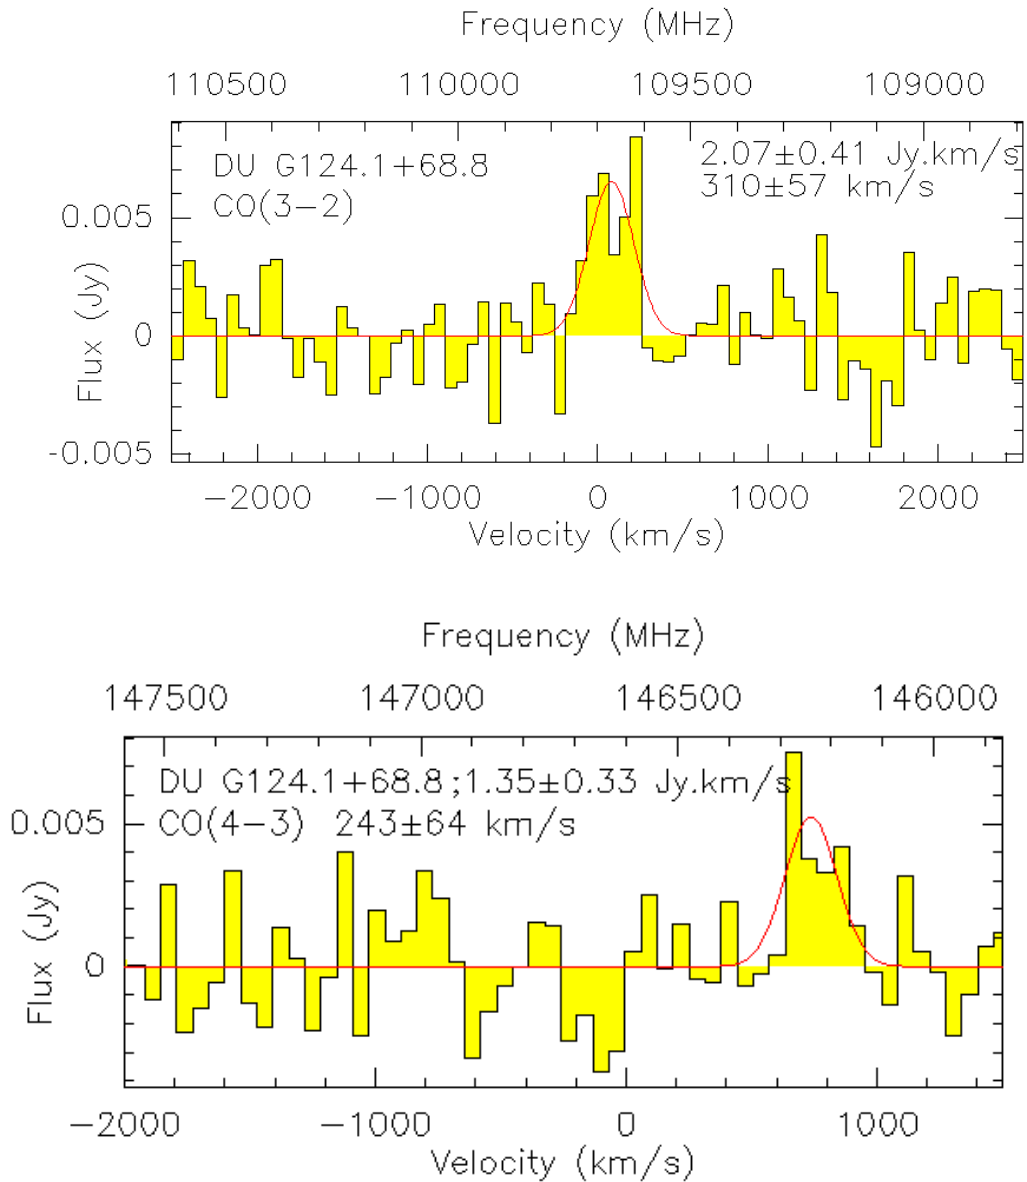 Frequency (MHz)
110500 110000 109500 109000
DU G124.1+68.8
2.07±0.41 Jy.km/s
CO(3−2)
310±57 km/s
0.005
0
-0.005
Flux (Jy)
−2000 −1000 0 1000 2000
Velocity (km/s)
Frequency (MHz)
147500 147000 146500 146000
DU G124.1+68.8;1.35±0.33 Jy.km/s
CO(4−3) 243±64 km/s
0.005
0
Flux (Jy)
−2000 −1000 0 1000
Velocity (km/s)